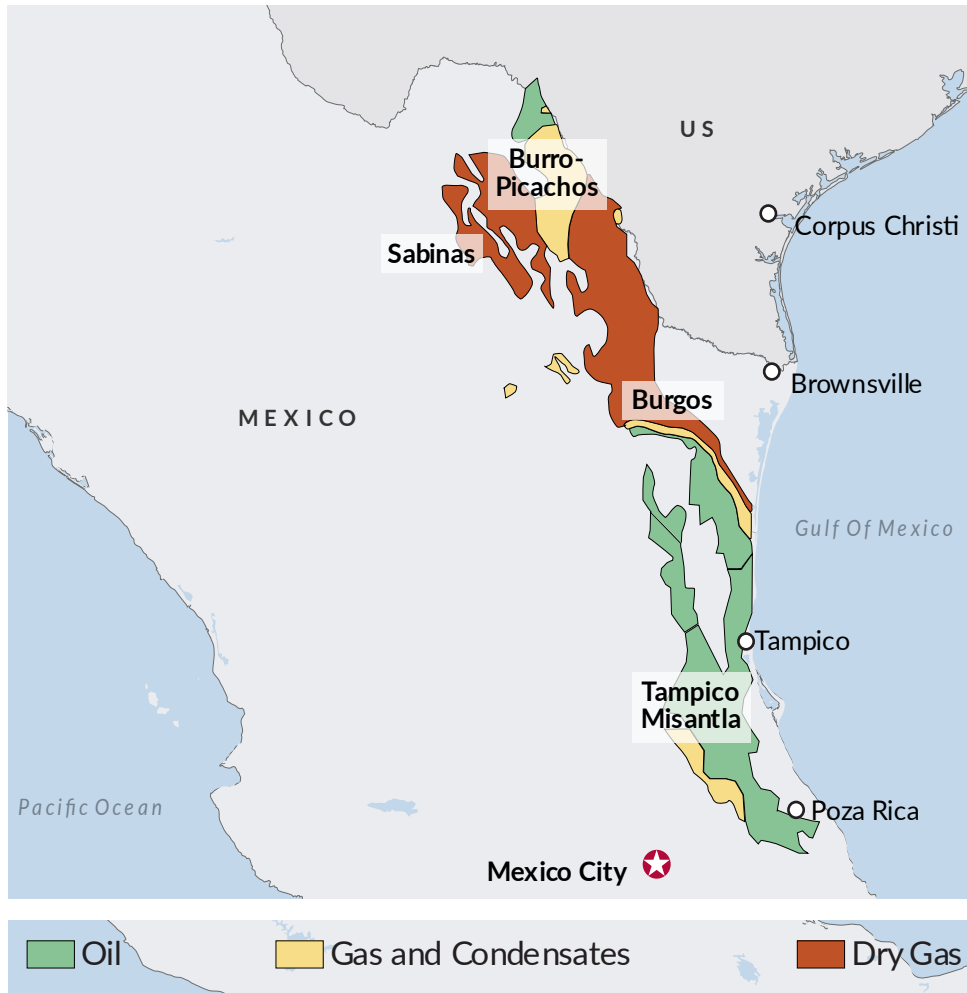 US
Burro-
Picachos
Corpus Christi
Sabinas
Brownsville
Burgos
MEXICO
Gulf Of Mexico
Tampico
Tampico
Misantla
Pacific Ocean
Poza Rica
Mexico City
Oil
Gas and Condensates
Dry Gas